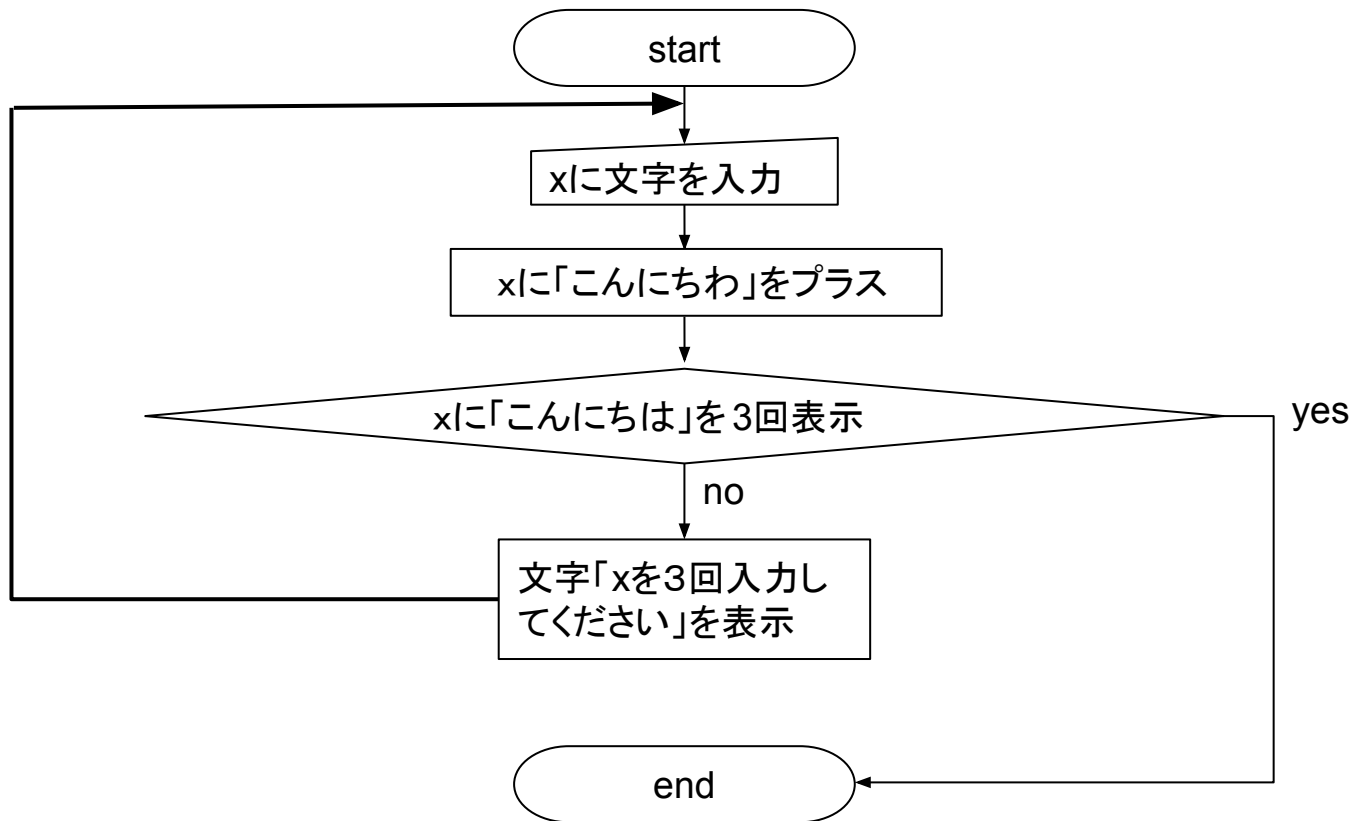 start
xに文字を入力
xに「こんにちわ」をプラス
xに「こんにちは」を3回表示
yes
no
文字「xを３回入力し
てください」を表示
end